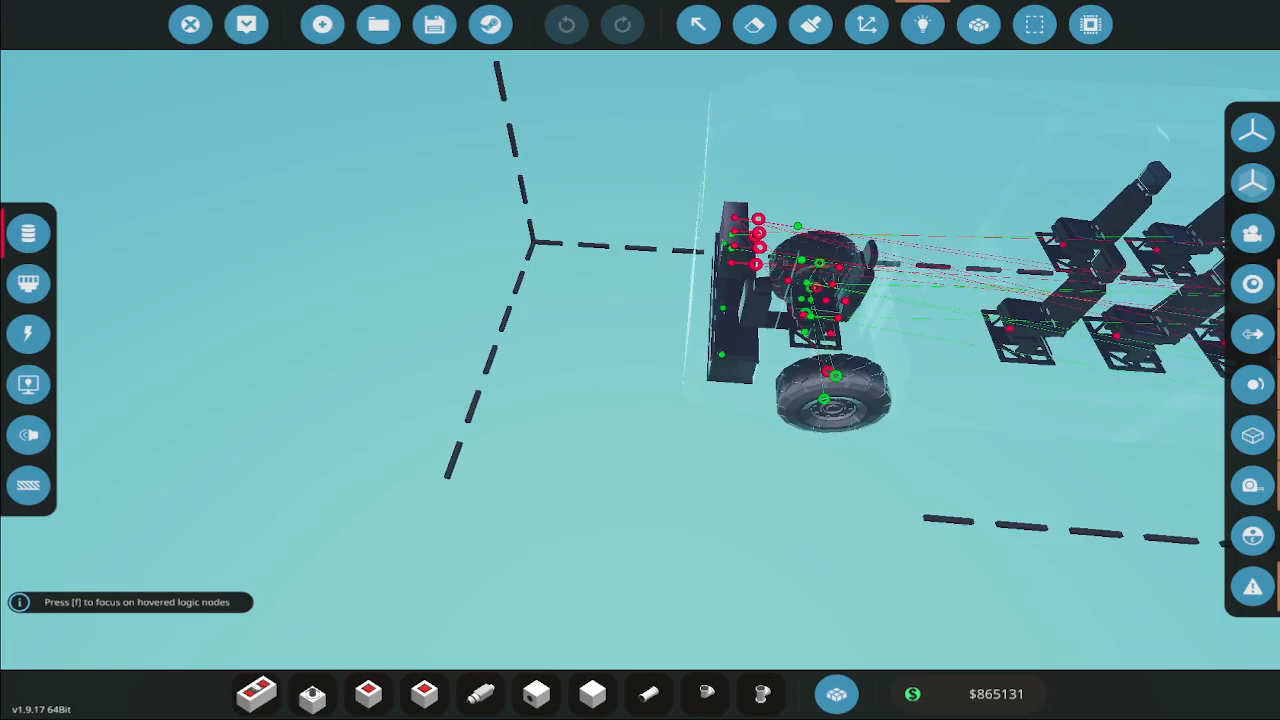 Press [f] to focus on hovered logic nodes
v1.9.17 64Bit
$ $865131